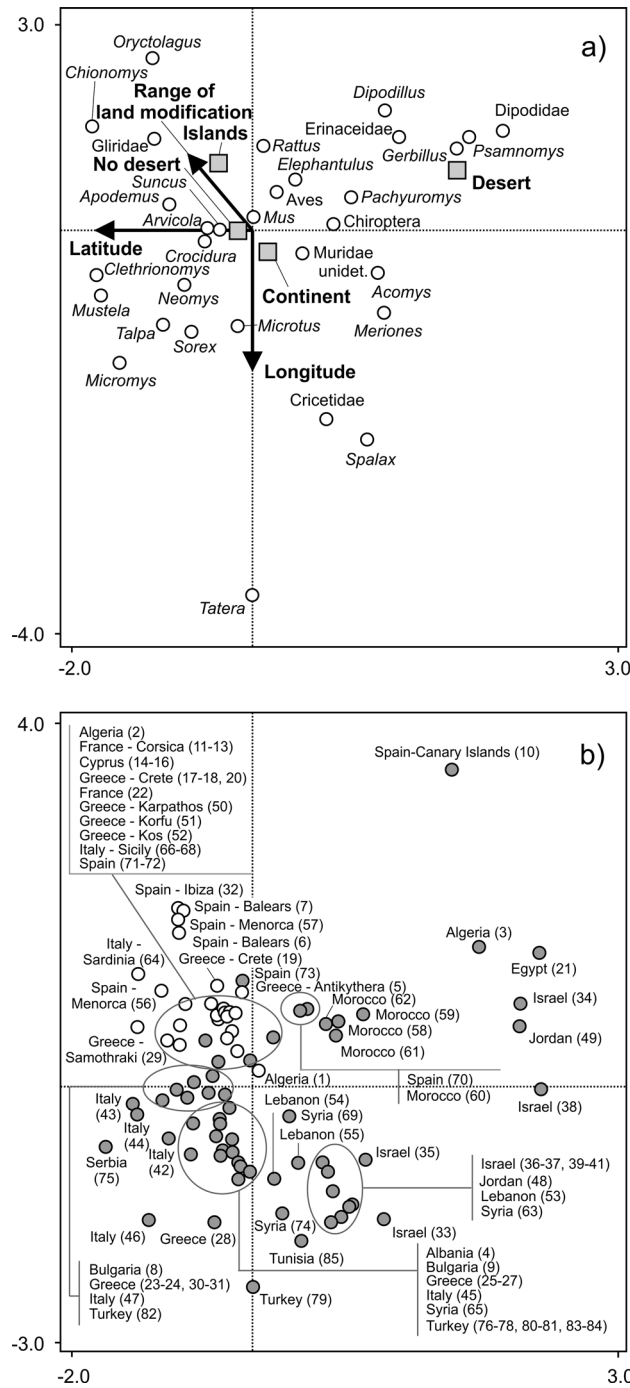 3.0
a)
Oryctolagus
Chionomys
Range of
land modification
Gliridae
Islands
No desert
Suncus
Apodemus
Arvicola
Latitude
Crocidura
Clethrionomys
Neomys
Mustela
Talpa
Sorex
Micromys
Dipodillus
Dipodidae
Erinaceidae
Rattus
Gerbillus
Psamnomys
Elephantulus
Desert
Aves
Pachyuromys
Mus
Chiroptera
Muridae
unidet.
Continent
Acomys
Meriones
Microtus
Longitude
Cricetidae
Spalax
Tatera
-4.0
-2.0
3.0
4.0
b)
Algeria (2)
France - Corsica (11-13)
Cyprus (14-16)
Greece - Crete (17-18, 20)
France (22)
Greece - Karpathos (50)
Greece - Korfu (51)
Greece - Kos (52)
Italy - Sicily (66-68)
Spain (71-72)
Spain-Canary Islands (10)
Spain - Ibiza (32)
Spain - Balears (7)
Spain - Menorca (57)
Spain - Balears (6)
Greece - Crete (19)
Italy -
Sardinia (64)
Spain (73)
Greece - Antikythera (5)
Spain -
Menorca (56)
Greece -
Samothraki (29)
Algeria (3)
Egypt (21)
Morocco (62)
Morocco (59)
Morocco (58)
Morocco (61)
Israel (34)
Jordan (49)
Spain (70)
Morocco (60)
Israel (38)
Algeria (1)
Italy
(43)
Italy
(44)
Italy
(42)
Serbia
(75)
Lebanon (54)
Syria (69)
Lebanon (55)
Israel (35)
Israel (36-37, 39-41)
Jordan (48)
Lebanon (53)
Syria (63)
Italy (46)
Greece (28)
Syria (74)
Israel (33)
Tunisia (85)
Turkey (79)
Bulgaria (8)
Greece (23-24, 30-31)
Italy (47)
Turkey (82)
Albania (4)
Bulgaria (9)
Greece (25-27)
Italy (45)
Syria (65)
Turkey (76-78, 80-81, 83-84)
-3.0
-2.0
3.0